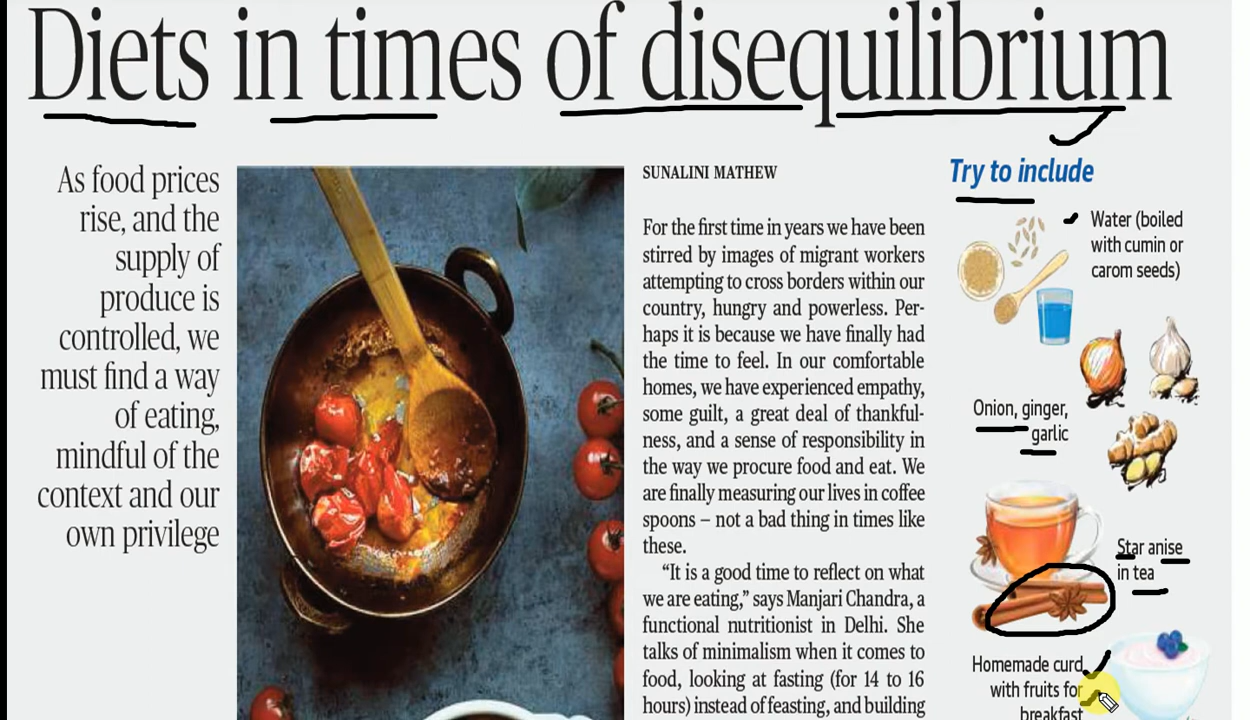 Diets in times of disequilibrium
As food prices
rise, and the
supply of
produce is
controlled, we
must find a way
of eating,
mindful of the
context and our
own privilege
SUNALINI MATHEW
For the first time in years we have been
stirred by images of migrant workers
attempting to cross borders within our
country, hungry and powerless. Per-
haps it is because we have finally had
the time to feel. In our comfortable
homes, we have experienced empathy,
some guilt, a great deal of thankful-
ness, and a sense of responsibility in
the way we procure food and eat. We
are finally measuring our lives in coffee
spoons – not a bad thing in times like
these.
“It is a good time to reflect on what
we are eating,” says Manjari Chandra, a
functional nutritionist in Delhi. She
talks of minimalism when it comes to
food, looking at fasting (for 14 to 16
hours) instead of feasting, and building
Try to include
Water (boiled
with cumin or
carom seeds)
Onion, ginger,
garlic
Star anise
in tea
Homemade curd
with fruits for
breakfast